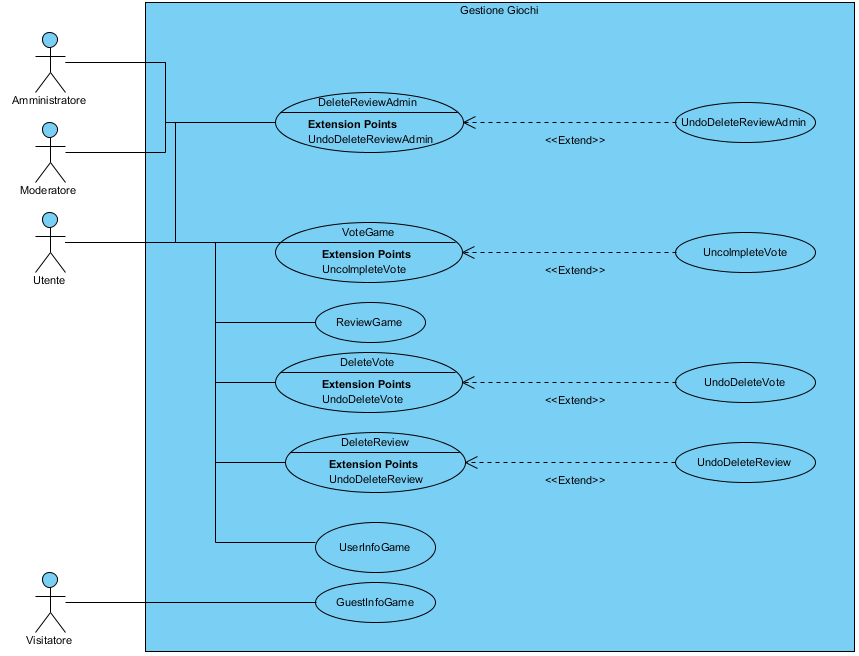 Gestione Giochi
Amministratore
Moderatore
Utente
Visitatore
DeleteReviewAdmin
Extension Points
UndoDeleteReviewAdmin
<<Extend>>
UndoDeleteReviewAdmin
VoteGame
Extension Points
UncolmpleteVote
<<Extend>>
UncolmpleteVote
ReviewGame
DeleteVote
Extension Points
UndoDeleteVote
<<Extend>>
UndoDeleteVote
DeleteReview
Extension Points
UndoDeleteReview
<<Extend>>
UndoDeleteReview
UserInfoGame
GuestInfoGame